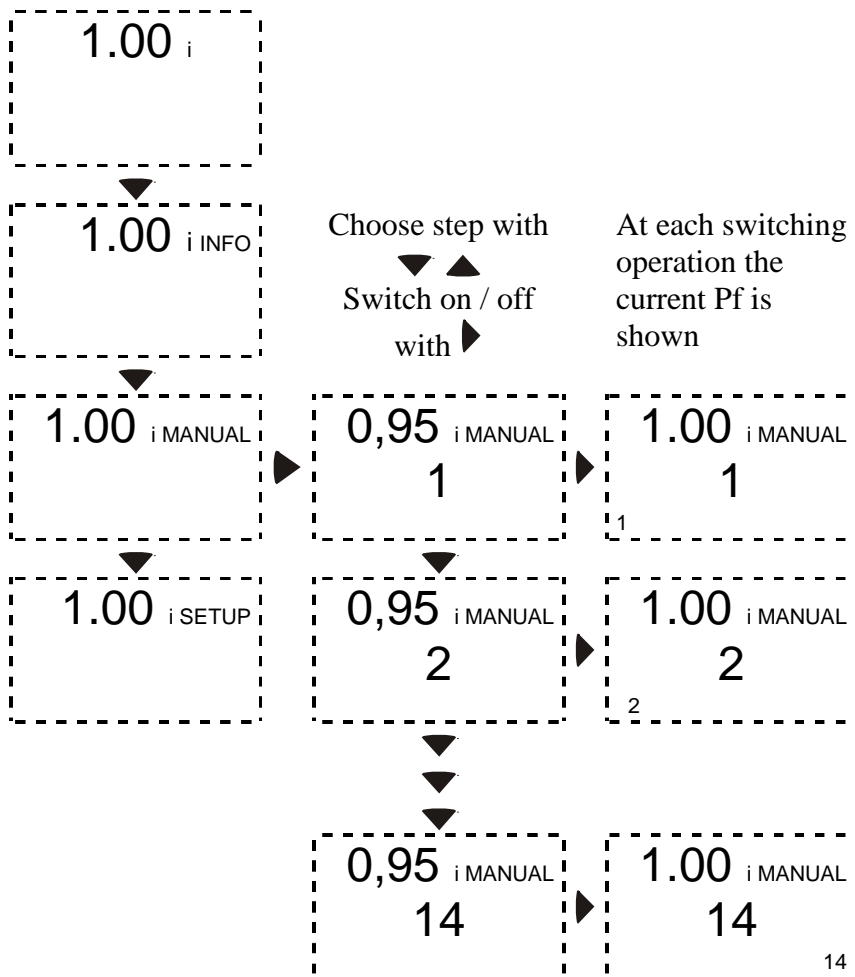 1.00 i
1.00 i INFO
Choose step with
Switch on / off
with
At each switching
operation the
current Pf is
shown
1.00 i MANUAL
0,95 i MANUAL
1
1.00 i MANUAL
1
1
1.00 i SETUP
0,95 i MANUAL
2
1.00 i MANUAL
2
2
0,95 i MANUAL
14
1.00 i MANUAL
14
14